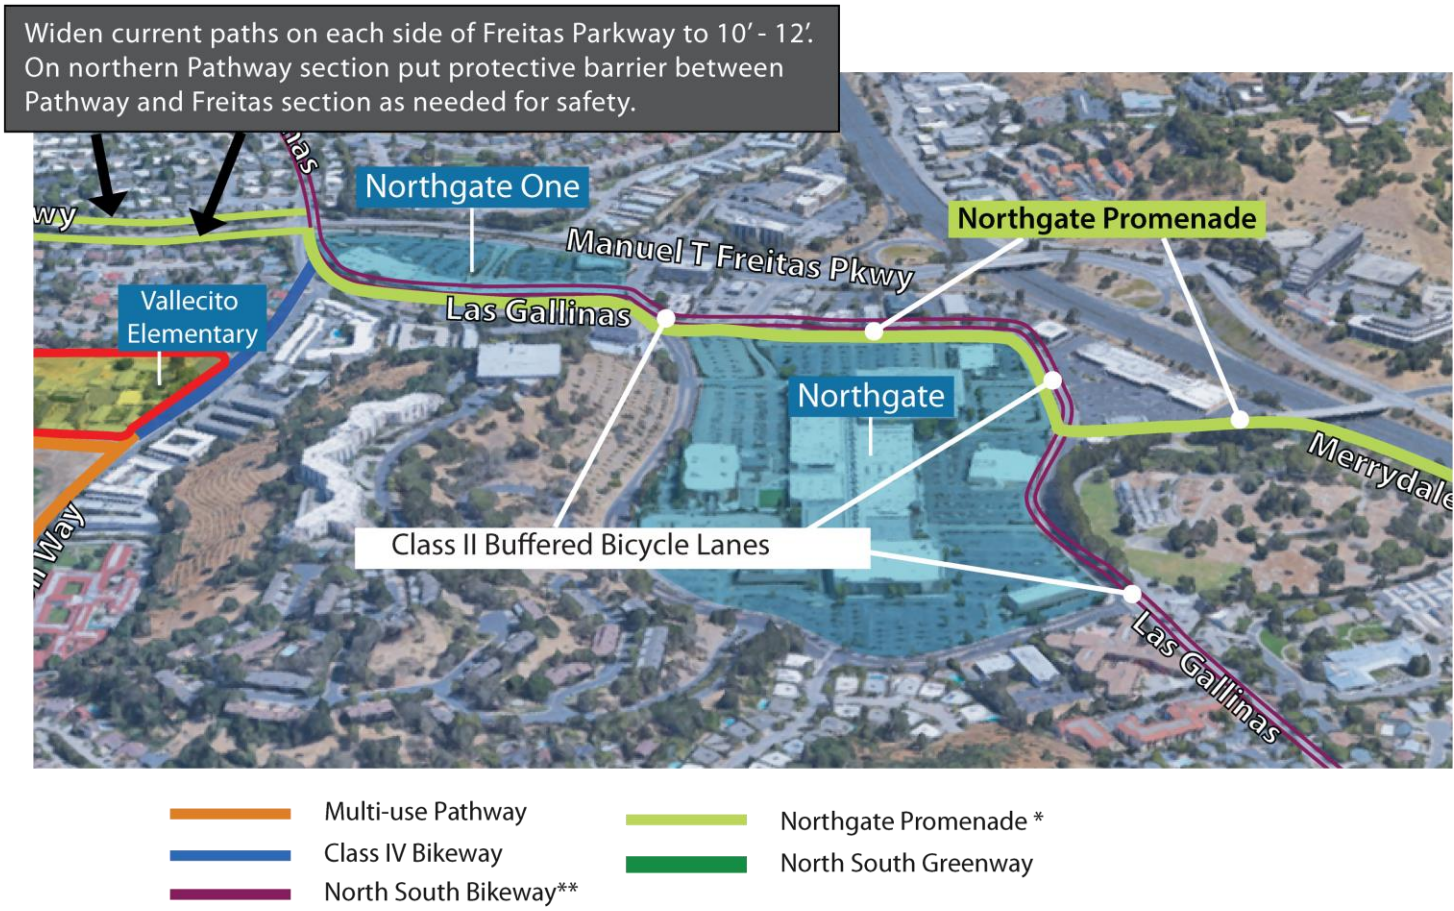 Widen current paths on each side of Freitas Parkway to 10' - 12'.
On northern Pathway section put protective barrier between
Pathway and Freitas section as needed for safety.
nas
Northgate One
wy
Northgate Promenade
Manuel T Freitas Pkwy
Vallecito
Elementary
Las Gallinas
Northgate
Merrydale
Class II Buffered Bicycle Lanes
Way
Las Gallinas
Multi-use Pathway
Class IV Bikeway
North South Bikeway**
Northgate Promenade *
North South Greenway